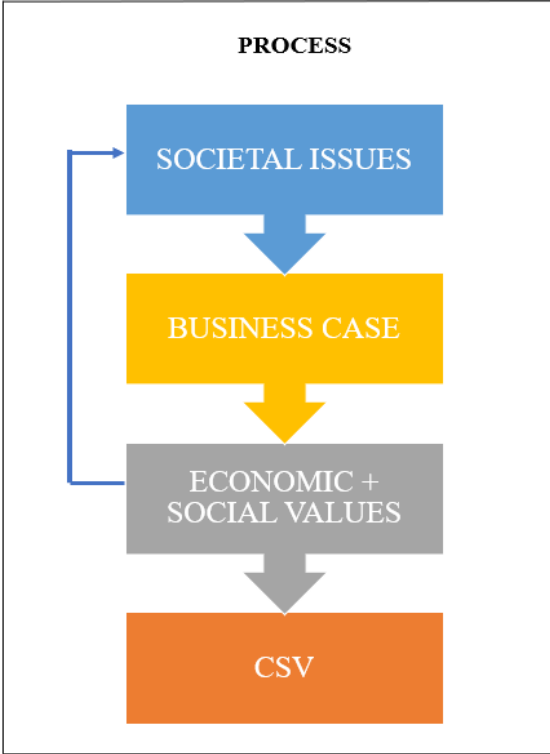 PROCESS
SOCIETAL ISSUES
BUSINESS CASE
ECONOMIC +
SOCIAL VALUES
CSV